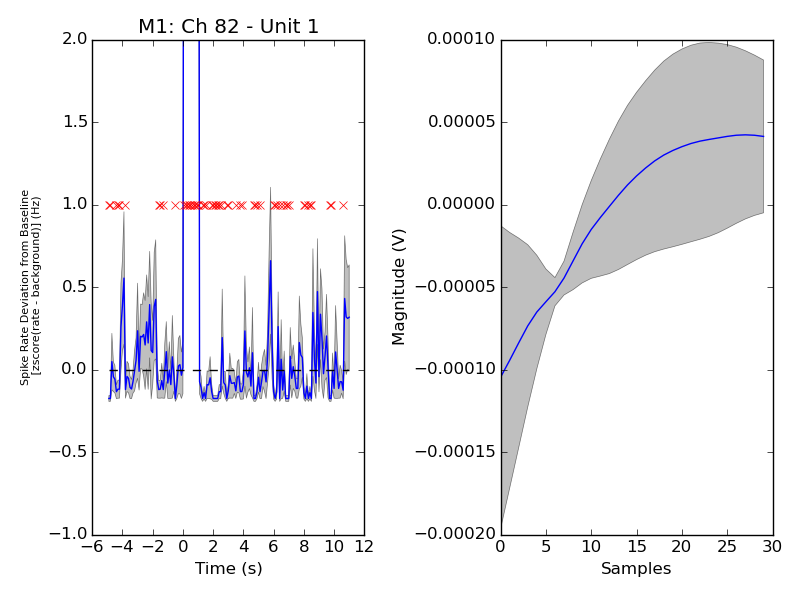 M1: Ch 82 - Unit 1
2.0
1.5
1.0
0.5
0.0
−0.5
−1.0
−6 −4 −2 0 2 4 6 8 10 12
Time (s)
Spike Rate Deviation from Baseline
[zscore(rate - background)] (Hz)
0.00010
0.00005
0.00000
−0.00005
−0.00010
−0.00015
−0.00020
0 5 10 15 20 25 30
Samples
Magnitude (V)